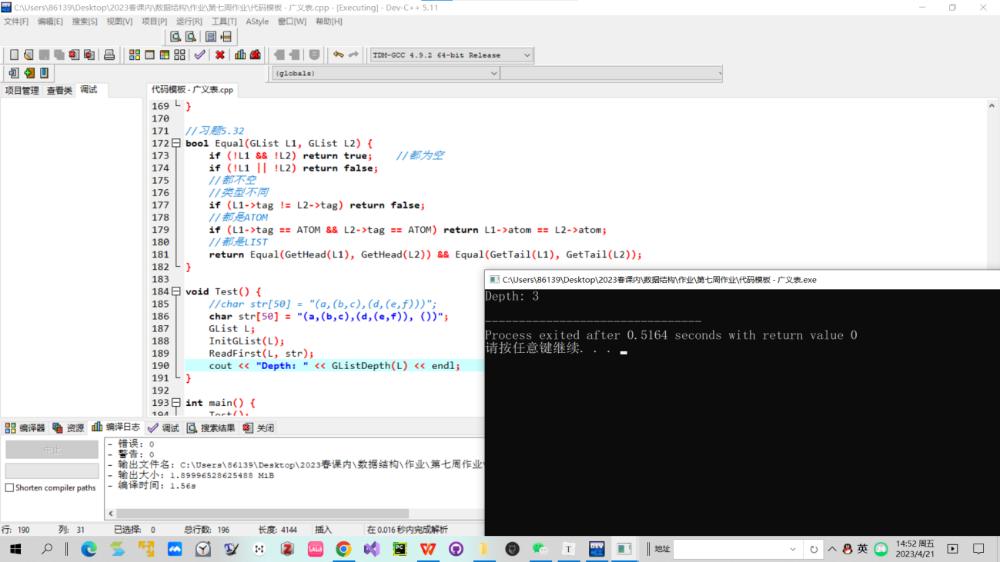 C:\Users\86139\Desktop\2023春课内\数据结构\作业\第七周作业\代码模板 - 广义表.cpp - [Executing] - Dev-C++ 5.11
文件[F] 编辑[E] 搜索[S] 视图[V] 项目[P] 运行[R] 工具[T] AStyle 窗口[W] 帮助[H]
TDM-GCC 4.9.2 64-bit Release
(globals)
项目管理 查看类 调试
代码模板 - 广义表.cpp
169 }
170
171 //习题5.32
172 bool Equal(GList L1, GList L2) {
173 if (!L1 && !L2) return true; //都为空
174 if (!L1 || !L2) return false;
175 //都不空
176 //类型不同
177 if (L1->tag != L2->tag) return false;
178 //都是ATOM
179 if (L1->tag == ATOM && L2->tag == ATOM) return L1->atom == L2->atom;
180 //都是LIST
181 return Equal(GetHead(L1), GetHead(L2)) && Equal(GetTail(L1), GetTail(L2));
182 }
183
184 void Test() {
185 //char str[50] = "(a,(b,c),(d,(e,f)))";
186 char str[50] = "(a,(b,c),(d,(e,f)), ())";
187 GList L;
188 InitGList(L);
189 ReadFirst(L, str);
190 cout << "Depth: " << GListDepth(L) << endl;
191 }
192
193 int main() {
194 Test();
C:\Users\86139\Desktop\2023春课内\数据结构\作业\第七周作业\代码模板 - 广义表.exe
Depth: 3
--------------------------------
Process exited after 0.5164 seconds with return value 0
请按任意键继续. . .
编译器 资源 编译日志 调试 搜索结果 关闭
中止
Shorten compiler paths
- 错误: 0
- 警告: 0
- 输出文件名: C:\Users\86139\Desktop\2023春课内\数据结构\作业\第七周作业\
- 输出大小: 1.89996528625488 MiB
- 编译时间: 1.56s
行: 190 列: 31 已选择: 0 总行数: 196 长度: 4144 插入 在 0.016 秒内完成解析
地址
英
24
14:52 周五
2023/4/21